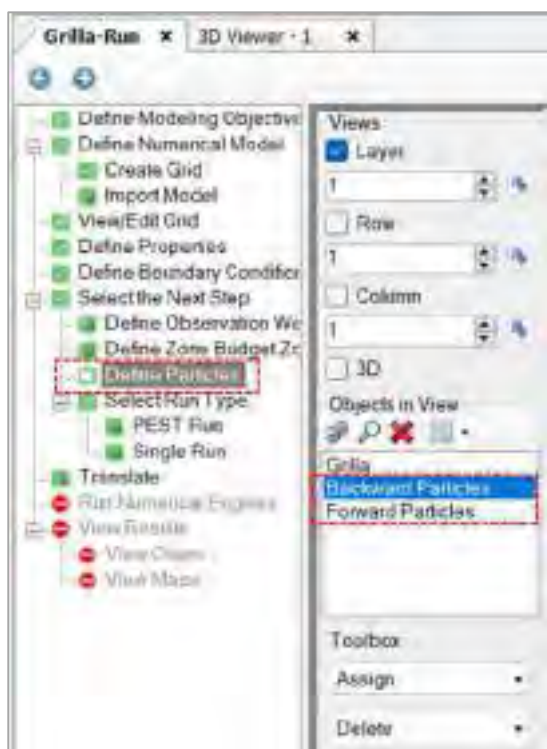 Grilla-Run
3D Viewer - 1
Define Modeling Objective
Define Numerical Model
Create Grid
Import Model
View/Edit Grid
Define Properties
Define Boundary Condition
Select the Next Step
Define Observation We
Define Zone Budget Zo
Define Particles
Select Run Type
PEST Run
Single Run
Translate
Run Numerical Engines
View Results
View Charts
View Maps
Views
Layer
1
Row
1
Column
1
3D
Objects in View
Grilla
Backward Particles
Forward Particles
Toolbox
Assign
Delete